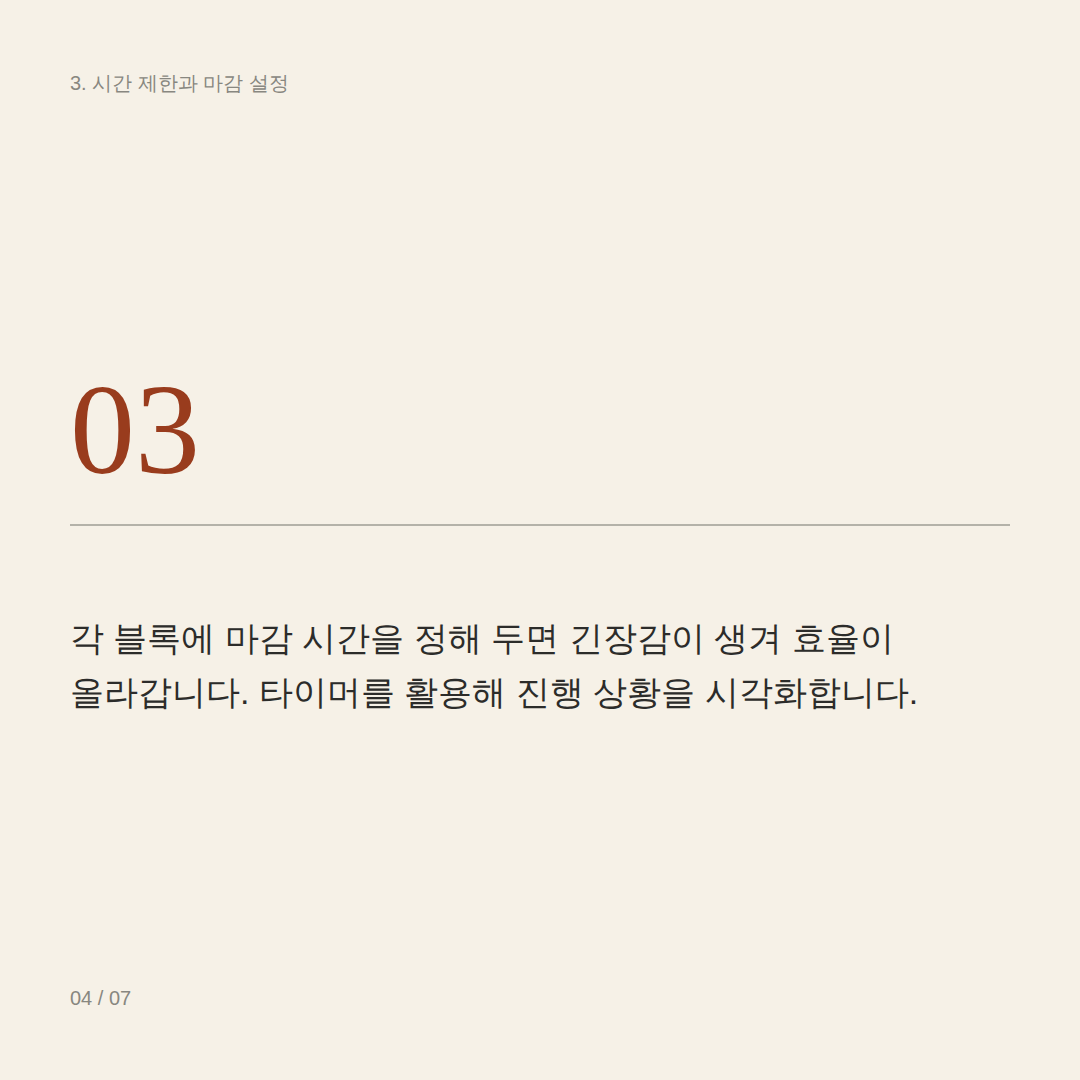 3. 시간 제한과 마감 설정
03
각 블록에 마감 시간을 정해 두면 긴장감이 생겨 효율이
올라갑니다. 타이머를 활용해 진행 상황을 시각화합니다.
04 / 07